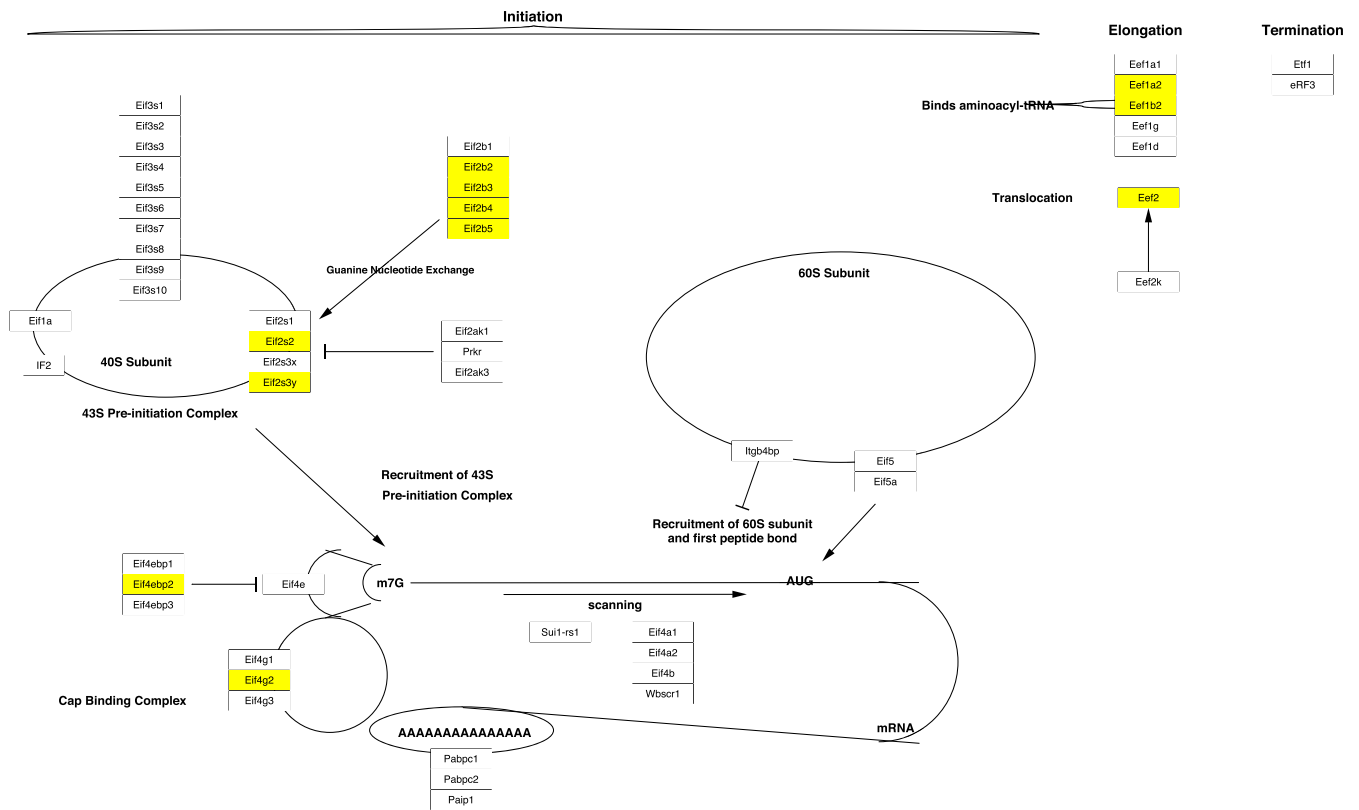 Initiation
Elongation
Termination
Eef1a1
Eef1a2
Eef1b2
Eef1g
Eef1d
Etf1
eRF3
Binds aminoacyl-tRNA
Eif3s1
Eif3s2
Eif3s3
Eif3s4
Eif3s5
Eif3s6
Eif3s7
Eif3s8
Eif3s9
Eif3s10
Eif2b1
Eif2b2
Eif2b3
Eif2b4
Eif2b5
Translocation
Eef2
Eef2k
Guanine Nucleotide Exchange
60S Subunit
Eif1a
IF2
40S Subunit
Eif2s1
Eif2s2
Eif2s3x
Eif2s3y
Eif2ak1
Prkr
Eif2ak3
43S Pre-initiation Complex
Itgb4bp
Eif5
Eif5a
Recruitment of 43S
Pre-initiation Complex
Recruitment of 60S subunit
and first peptide bond
Eif4ebp1
Eif4ebp2
Eif4ebp3
Eif4e
m7G
AUG
scanning
Sui1-rs1
Eif4a1
Eif4a2
Eif4b
Wbscr1
Eif4g1
Eif4g2
Eif4g3
Cap Binding Complex
mRNA
AAAAAAAAAAAAAAA
Pabpc1
Pabpc2
Paip1